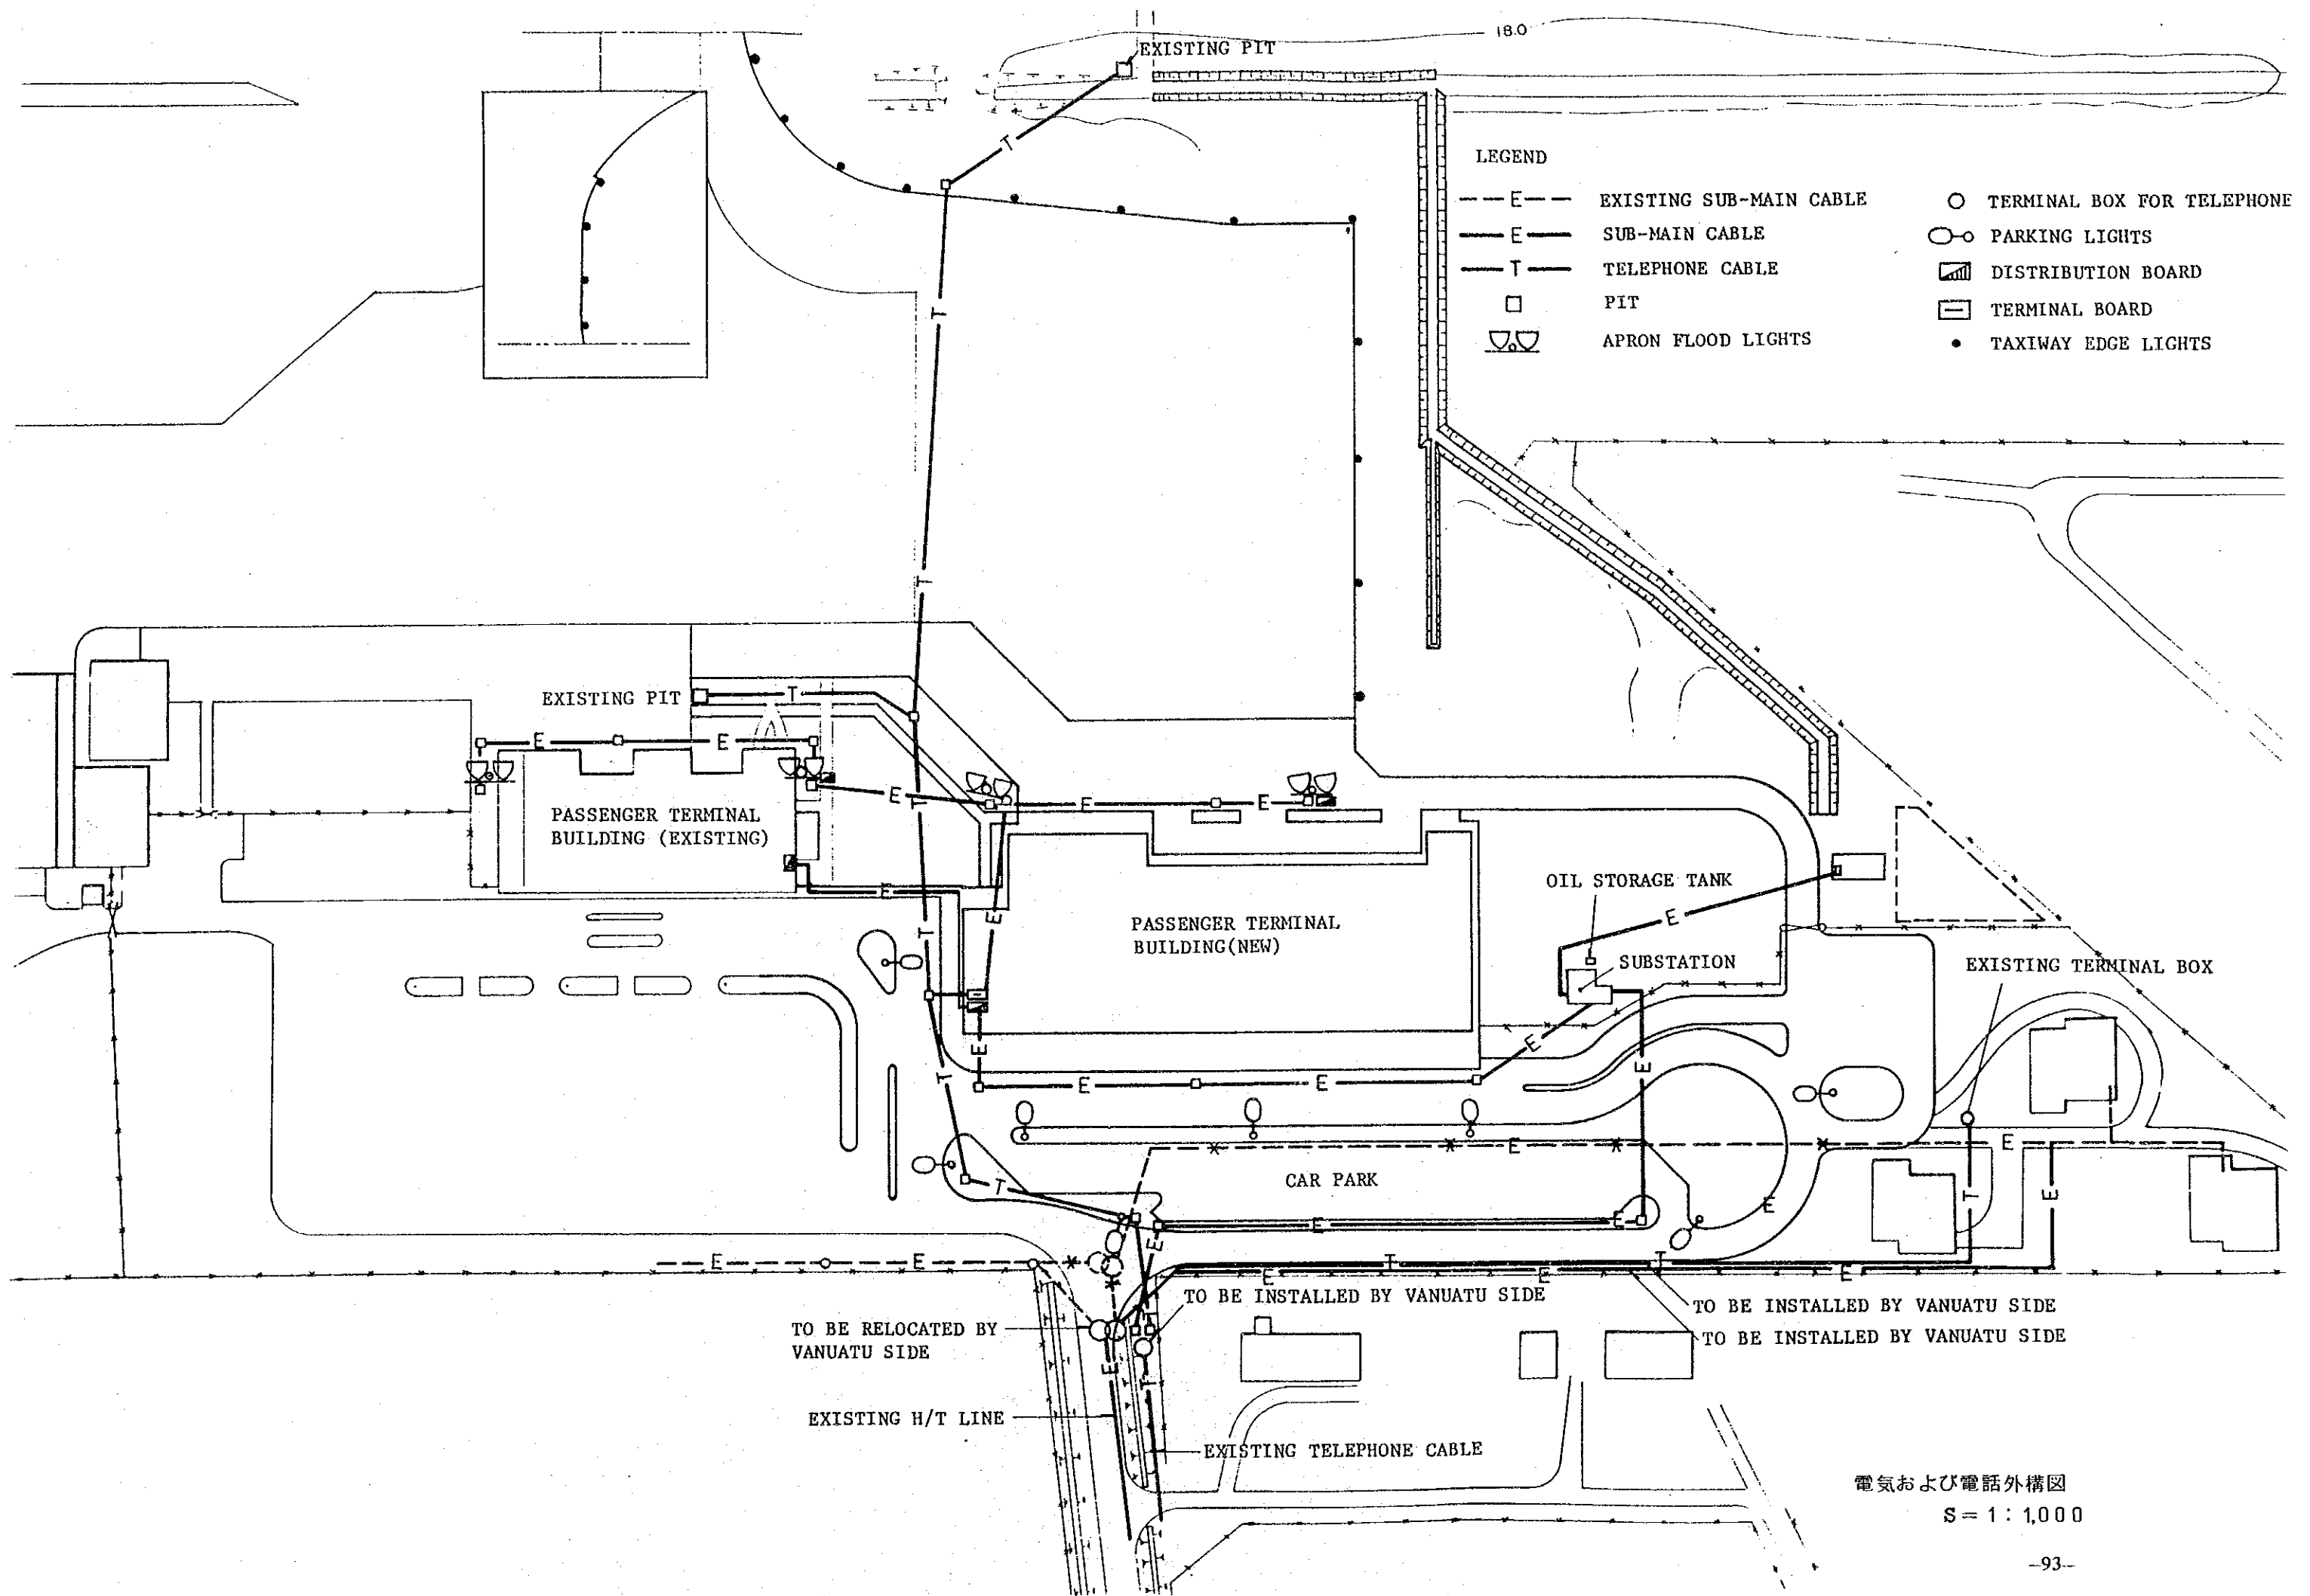 EXISTING PIT
18.0
LEGEND
E EXISTING SUB-MAIN CABLE
E SUB-MAIN CABLE
T TELEPHONE CABLE
PIT
APRON FLOOD LIGHTS
TERMINAL BOX FOR TELEPHONE
PARKING LIGHTS
DISTRIBUTION BOARD
TERMINAL BOARD
TAXIWAY EDGE LIGHTS
T
T
T
EXISTING PIT
T
E
E
E
T
E
E
PASSENGER TERMINAL
BUILDING (EXISTING)
E
T
E
PASSENGER TERMINAL
BUILDING(NEW)
OIL STORAGE TANK
E
SUBSTATION
EXISTING TERMINAL BOX
E
T
E
E
E
E
E
E
CAR PARK
T
E
E
E
E
T
E
E
E
T
T
E
E
E
TO BE INSTALLED BY VANUATU SIDE
TO BE INSTALLED BY VANUATU SIDE
TO BE INSTALLED BY VANUATU SIDE
TO BE RELOCATED BY
VANUATU SIDE
E
T
EXISTING H/T LINE
EXISTING TELEPHONE CABLE
電気および電話外構図
S = 1 : 1,000
-93-